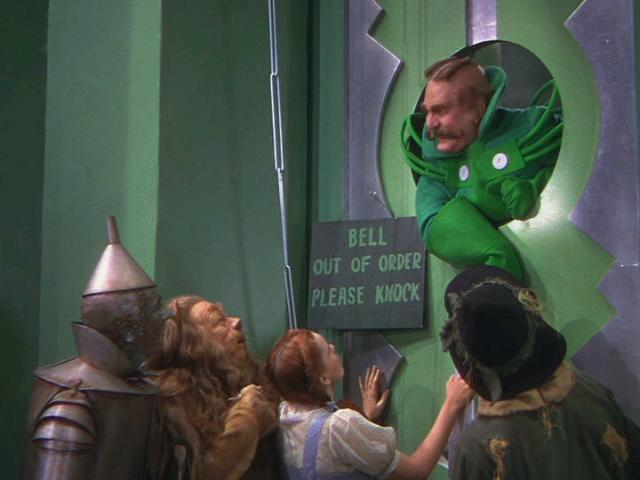 BELL
OUT OF ORDER
PLEASE KNOCK